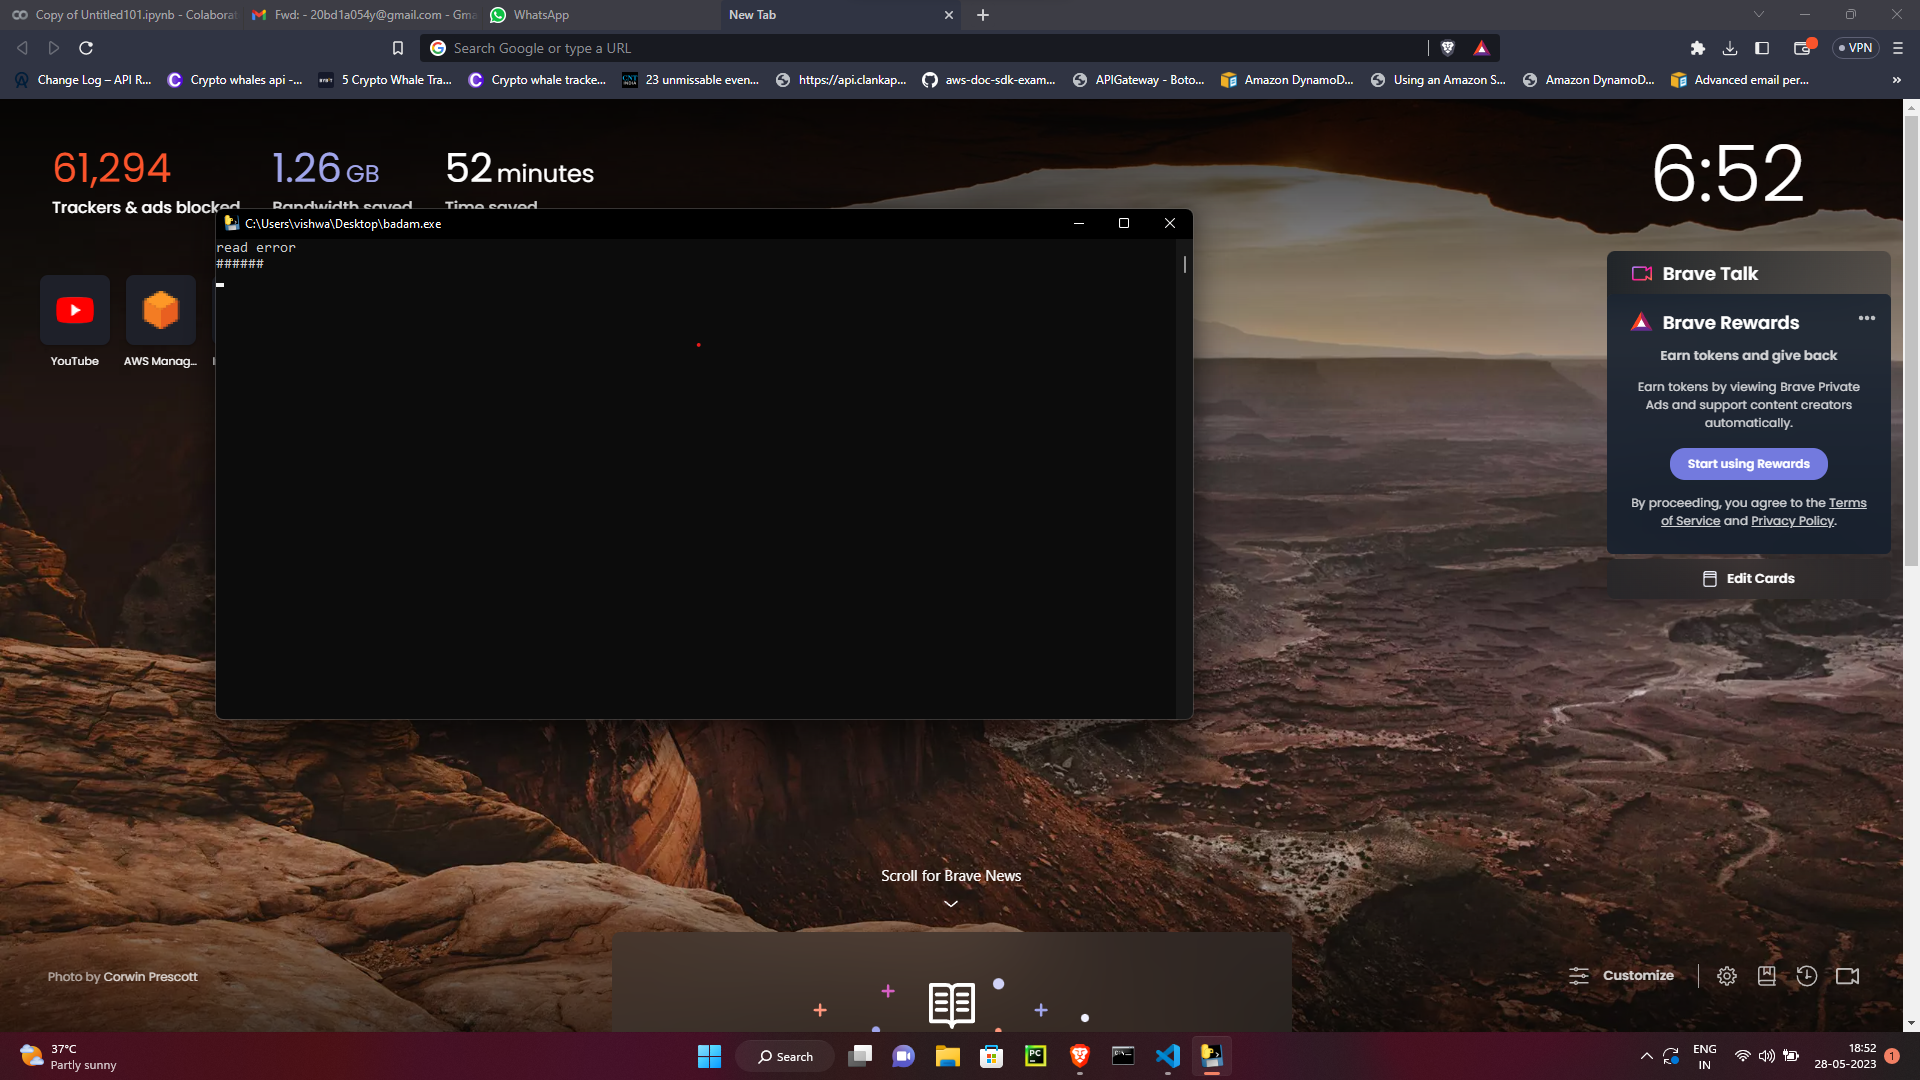 Copy of Untitled101.ipynb - Colaborat
Fwd: - 20bd1a054y@gmail.com - Gma
WhatsApp
New Tab
Search Google or type a URL
VPN
Change Log – API R...
Crypto whales api -...
5 Crypto Whale Tra...
Crypto whale tracke...
23 unmissable even...
https://api.clankap...
aws-doc-sdk-exam...
APIGateway - Boto...
Amazon DynamoD...
Using an Amazon S...
Amazon DynamoD...
Advanced email per...
61,294
1.26 GB
52 minutes
Trackers & ads blocked
Bandwidth saved
Time saved
6:52
C:\Users\vishwa\Desktop\badam.exe
read error
######
YouTube
AWS Manag...
Brave Talk
Brave Rewards
Earn tokens and give back
Earn tokens by viewing Brave Private
Ads and support content creators
automatically.
Start using Rewards
By proceeding, you agree to the Terms
of Service and Privacy Policy.
Edit Cards
Scroll for Brave News
Photo by Corwin Prescott
Customize
37°C
Partly sunny
Search
PC
ENG
IN
18:52
28-05-2023
1